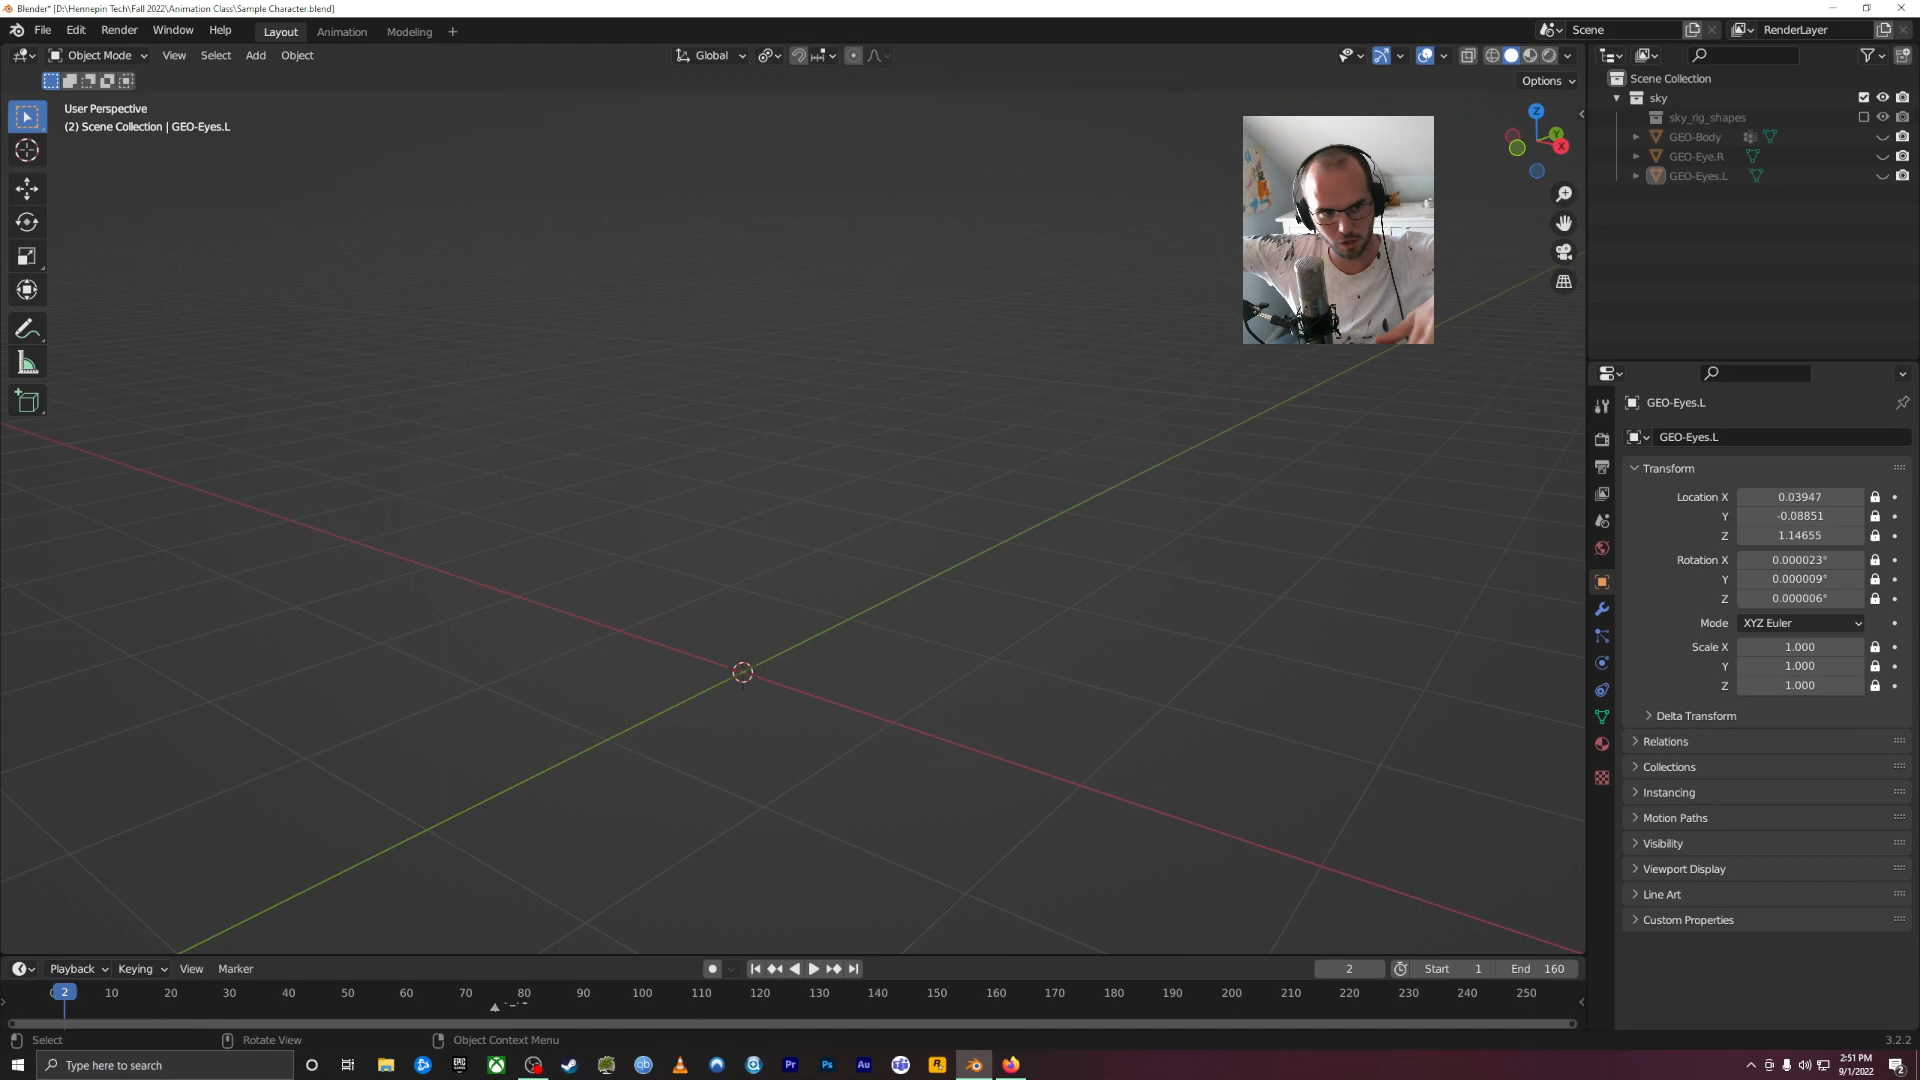 Blender* [D:\Hennepin Tech\Fall 2022\Animation Class\Sample Character.blend]
File Edit Render Window Help Layout Animation Modeling + Scene RenderLayer
Object Mode View Select Add Object Global
Options
User Perspective
(2) Scene Collection | GEO-Eyes.L
Z
Y
X
Scene Collection
sky
sky_rig_shapes
GEO-Body
GEO-Eye.R
GEO-Eyes.L
GEO-Eyes.L
GEO-Eyes.L
Transform
Location X 0.03947
Y -0.08851
Z 1.14655
Rotation X 0.000023°
Y 0.000009°
Z 0.000006°
Mode XYZ Euler
Scale X 1.000
Y 1.000
Z 1.000
Delta Transform
Relations
Collections
Instancing
Motion Paths
Visibility
Viewport Display
Line Art
Custom Properties
Playback Keying View Marker 2 Start 1 End 160
2 10 20 30 40 50 60 70 80 90 100 110 120 130 140 150 160 170 180 190 200 210 220 230 240 250
Select Rotate View Object Context Menu 3.2.2
Type here to search
EPIC GAMES
qb
Pr
Ps
Au
R
2:51 PM
9/1/2022
2